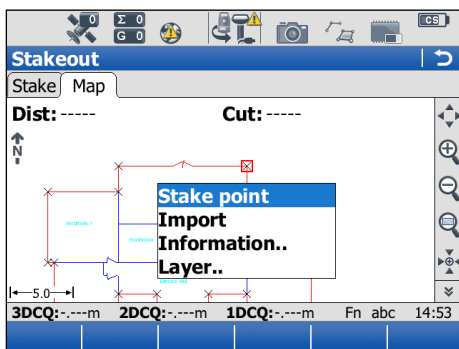 0 Σ 0
G 0
CS
Stakeout
Stake Map
Dist: ----- Cut: -----
N
Stake point
Import
Information..
Layer..
5.0
3DCQ:-.---m 2DCQ:-.---m 1DCQ:-.---m Fn abc 14:53